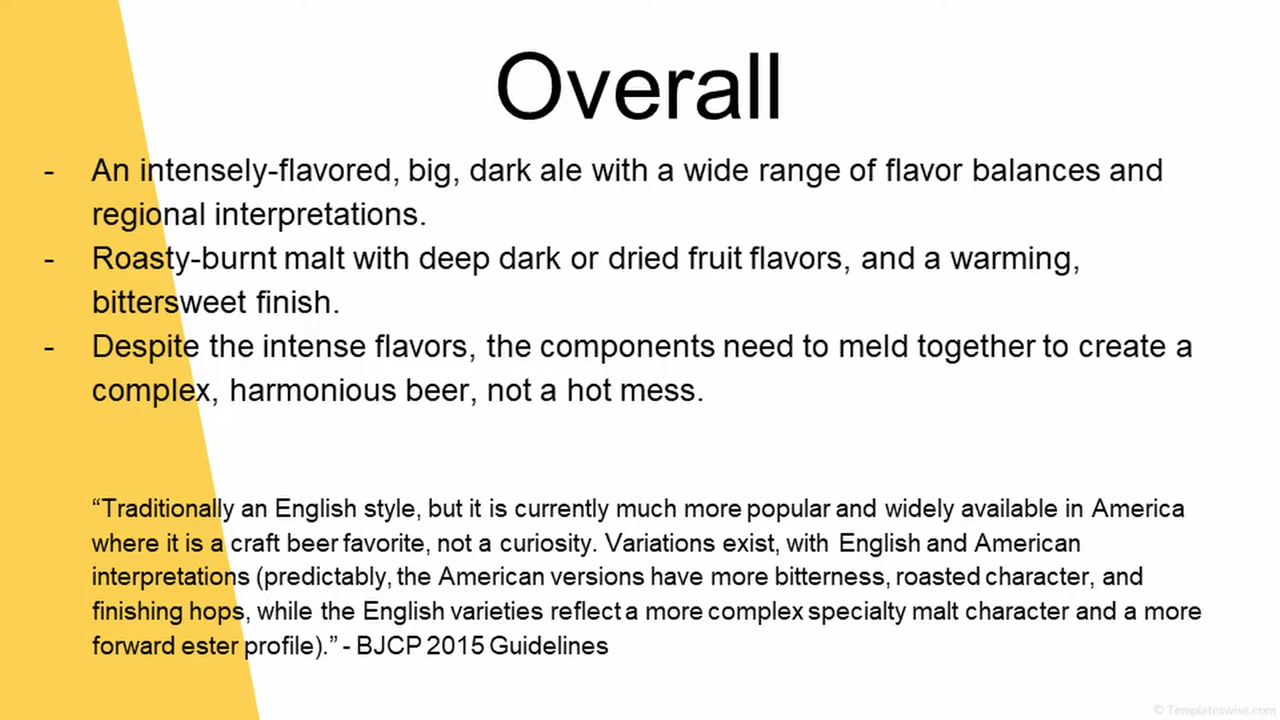 Overall
- An intensely-flavored, big, dark ale with a wide range of flavor balances and
regional interpretations.
- Roasty-burnt malt with deep dark or dried fruit flavors, and a warming,
bittersweet finish.
- Despite the intense flavors, the components need to meld together to create a
complex, harmonious beer, not a hot mess.
“Traditionally an English style, but it is currently much more popular and widely available in America
where it is a craft beer favorite, not a curiosity. Variations exist, with English and American
interpretations (predictably, the American versions have more bitterness, roasted character, and
finishing hops, while the English varieties reflect a more complex specialty malt character and a more
forward ester profile).” - BJCP 2015 Guidelines
© Templateswise.com